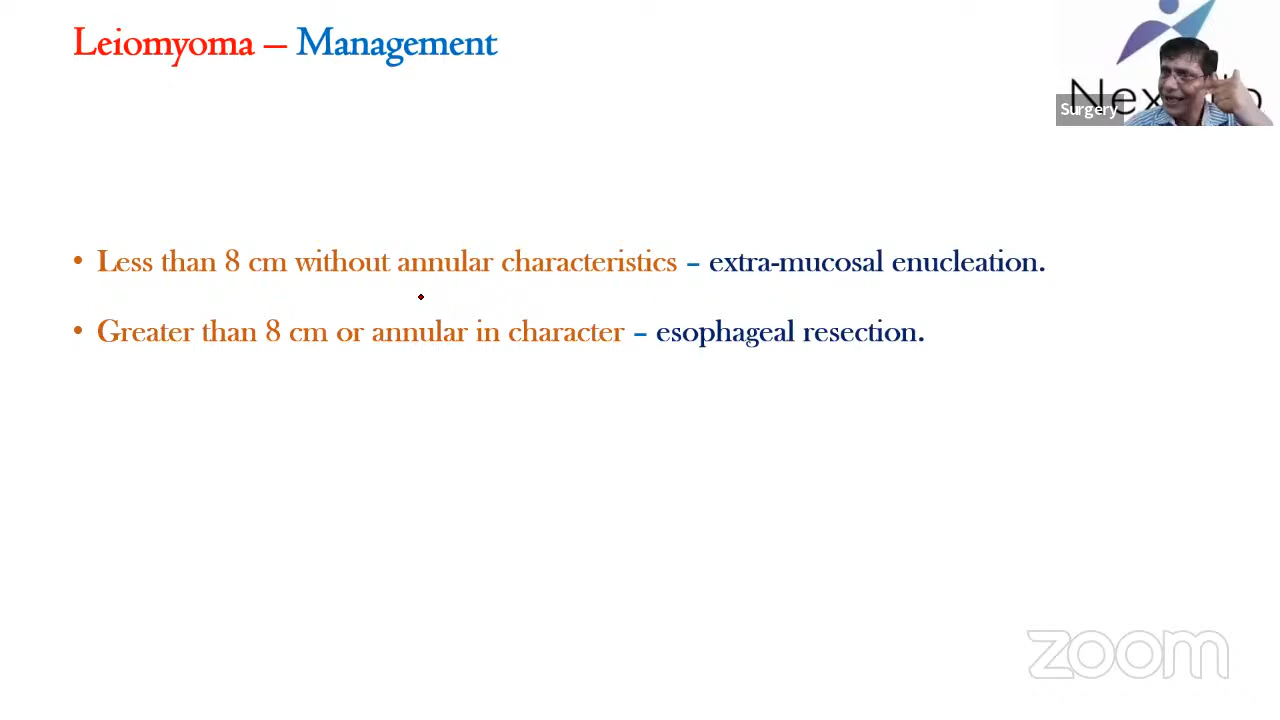 Leiomyoma – Management
Surgery
• Less than 8 cm without annular characteristics – extra-mucosal enucleation.
• Greater than 8 cm or annular in character – esophageal resection.
zoom